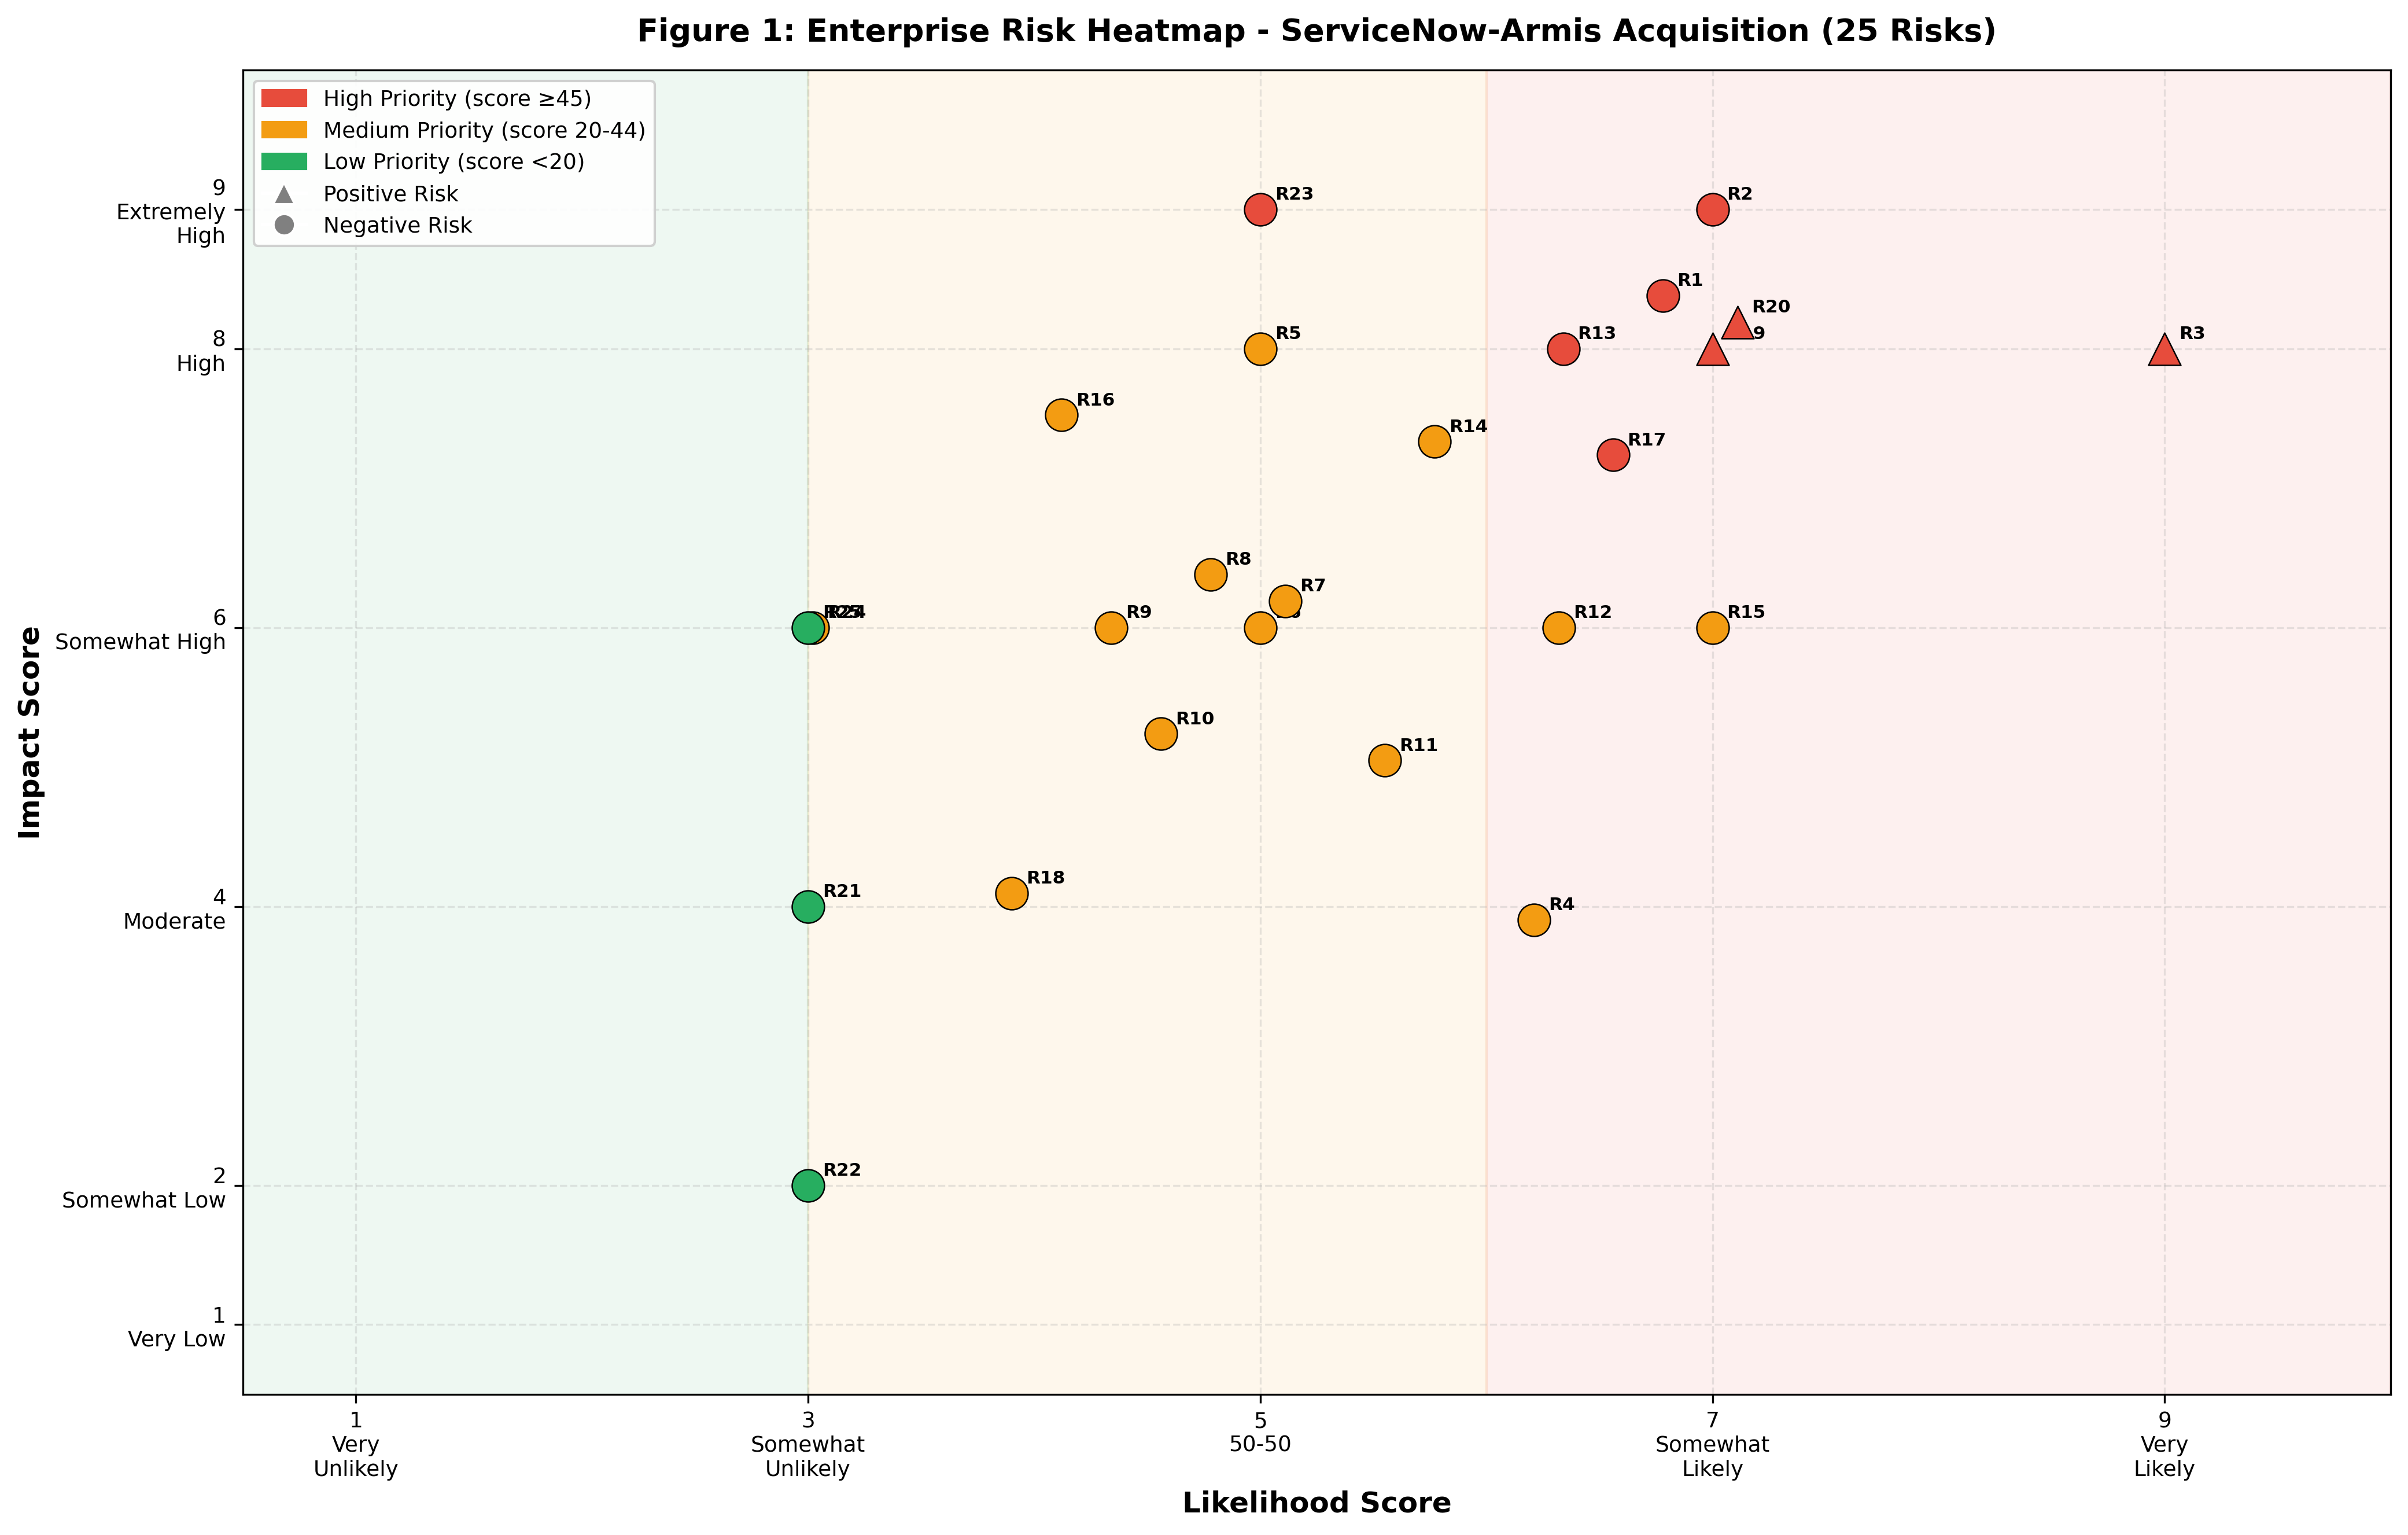 Figure 1: Enterprise Risk Heatmap - ServiceNow-Armis Acquisition (25 Risks)
High Priority (score ≥45)
Medium Priority (score 20-44)
Low Priority (score <20)
Positive Risk
Negative Risk
Impact Score
9
Extremely
High
8
High
6
Somewhat High
4
Moderate
2
Somewhat Low
1
Very Low
R23
R2
R1
R20
R5
R13
9
R3
R16
R14
R17
R8
R7
R9
R12
R15
R10
R11
R21
R18
R4
R22
1
Very
Unlikely
3
Somewhat
Unlikely
5
50-50
7
Somewhat
Likely
9
Very
Likely
Likelihood Score